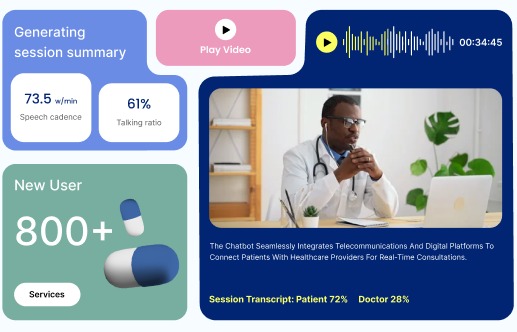 Generating
session summary
73.5 w/min
Speech cadence
61%
Talking ratio
Play Video
00:34:45
New User
800+
Services
The Chatbot Seamlessly Integrates Telecommunications And Digital Platforms To
Connect Patients With Healthcare Providers For Real-Time Consultations.
Session Transcript: Patient 72% Doctor 28%